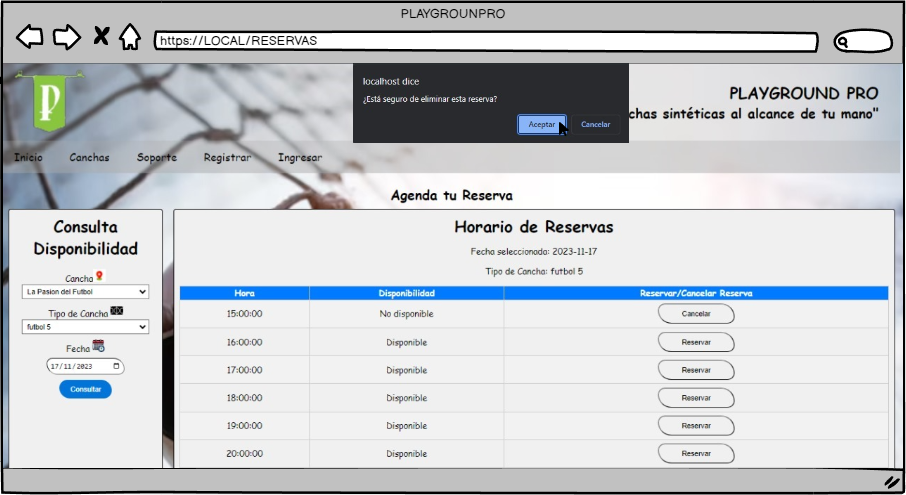 PLAYGROUNPRO
https://LOCAL/RESERVAS
localhost dice
¿Está seguro de eliminar esta reserva?
Aceptar Cancelar
P
PLAYGROUND PRO
chas sintéticas al alcance de tu mano"
Inicio Canchas Soporte Registrar Ingresar
Agenda tu Reserva
Consulta
Disponibilidad
Cancha
La Pasion del Futbol
Tipo de Cancha
futbol 5
Fecha
17/11/2023
Consultar
Horario de Reservas
Fecha seleccionada: 2023-11-17
Tipo de Cancha: futbol 5
Hora Disponibilidad Reservar/Cancelar Reserva
15:00:00 No disponible Cancelar
16:00:00 Disponible Reservar
17:00:00 Disponible Reservar
18:00:00 Disponible Reservar
19:00:00 Disponible Reservar
20:00:00 Disponible Reservar